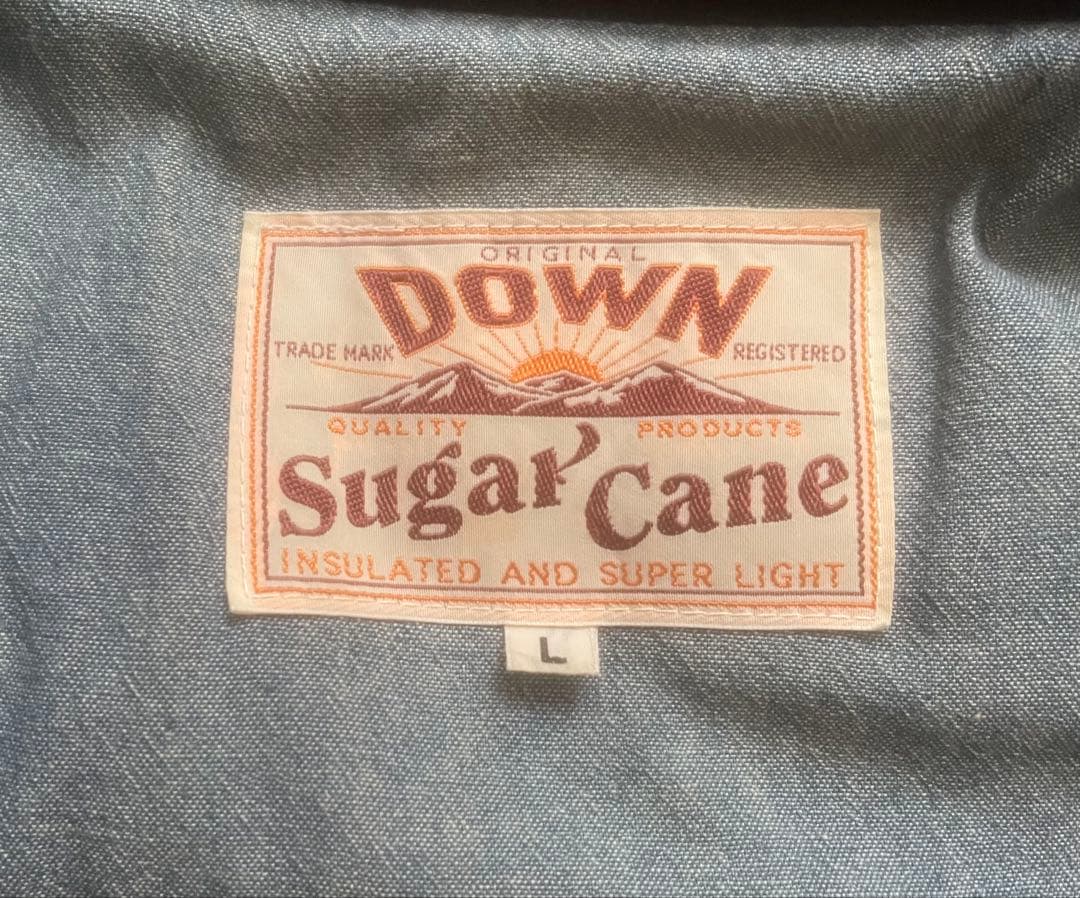 ORIGINAL
DOWN
TRADE MARK REGISTERED
QUALITY PRODUCTS
Sugar Cane
INSULATED AND SUPER LIGHT
L